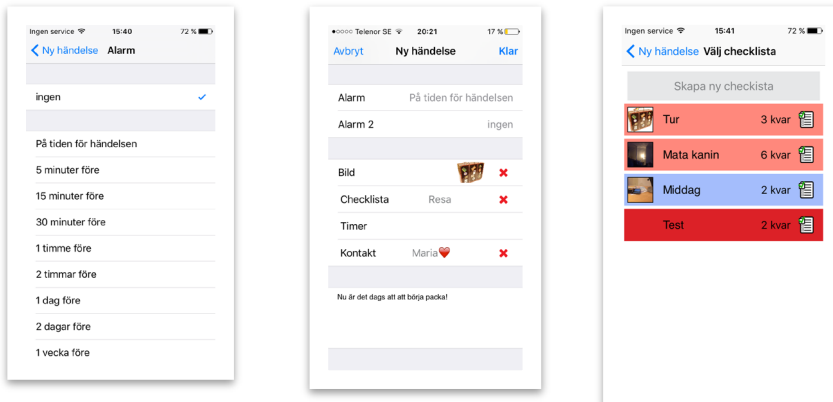 Ingen service 15:40 72 %
Ny händelse Alarm
ingen
På tiden för händelsen
5 minuter före
15 minuter före
30 minuter före
1 timme före
2 timmar före
1 dag före
2 dagar före
1 vecka före
Telenor SE 20:21 17 %
Avbryt Ny händelse Klar
Alarm På tiden för händelsen
Alarm 2 ingen
Bild
Checklista Resa
Timer
Kontakt Maria❤️
Nu är det dags att att börja packa!
Ingen service 15:41 72 %
Ny händelse Välj checklista
Skapa ny checkista
Tur 3 kvar
Mata kanin 6 kvar
Middag 2 kvar
Test 2 kvar